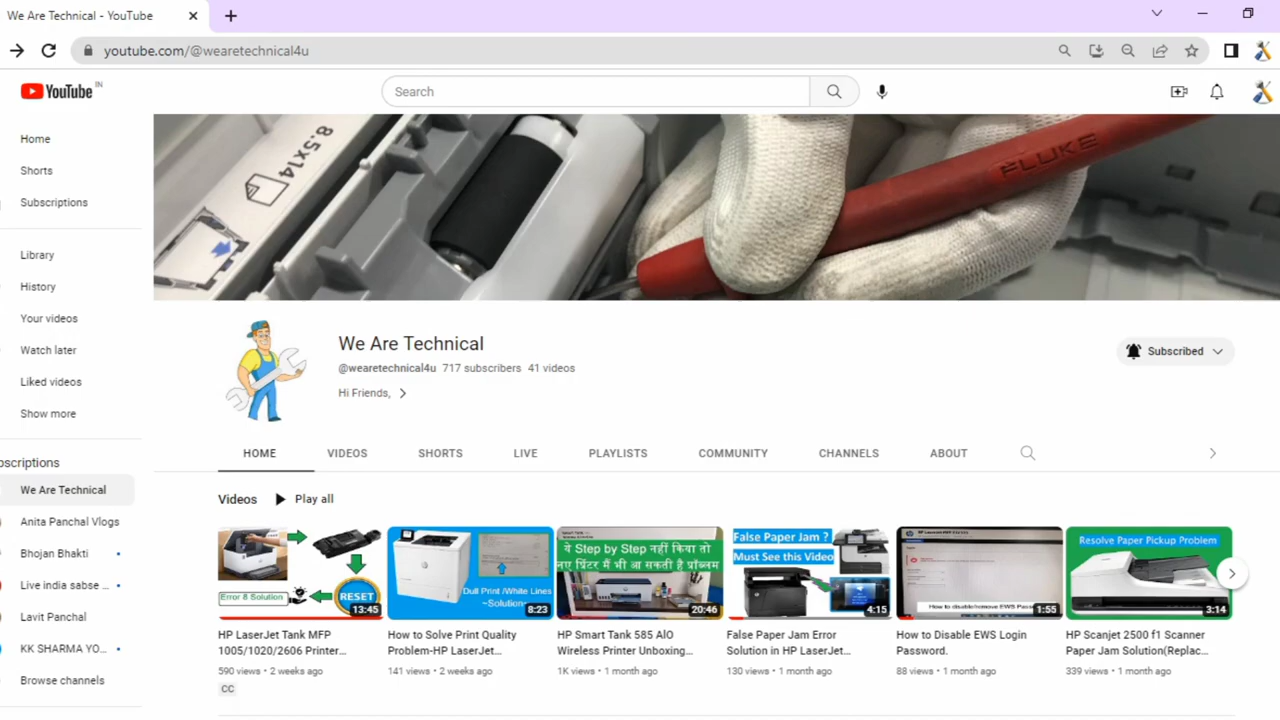 We Are Technical - YouTube
youtube.com/@wearetechnical4u
YouTube IN
Search
Home
Shorts
Subscriptions
Library
History
Your videos
Watch later
Liked videos
Show more
oscriptions
We Are Technical
Anita Panchal Vlogs
Bhojan Bhakti
Live india sabse ...
Lavit Panchal
KK SHARMA YO...
Browse channels
8.5x14
FLUKE
We Are Technical
@wearetechnical4u 717 subscribers 41 videos
Hi Friends,
Subscribed
HOME VIDEOS SHORTS LIVE PLAYLISTS COMMUNITY CHANNELS ABOUT
Videos Play all
Error 8 Solution
RESET
13:45
HP LaserJet Tank MFP
1005/1020/2606 Printer...
590 views • 2 weeks ago
CC
Dull Print /White Lines
~Solution
8:23
How to Solve Print Quality
Problem-HP LaserJet...
141 views • 2 weeks ago
ये Step by Step नहीं किया तो
नए प्रिंटर मैं भी आ सकती है प्रॉब्लम
20:46
HP Smart Tank 585 AlO
Wireless Printer Unboxing...
1K views • 1 month ago
False Paper Jam ?
Must See this Video
4:15
False Paper Jam Error
Solution in HP LaserJet...
130 views • 1 month ago
How to disable/remove EWS Pass
1:55
How to Disable EWS Login
Password.
88 views • 1 month ago
Resolve Paper Pickup Problem
3:14
HP Scanjet 2500 f1 Scanner
Paper Jam Solution(Replac...
339 views • 1 month ago